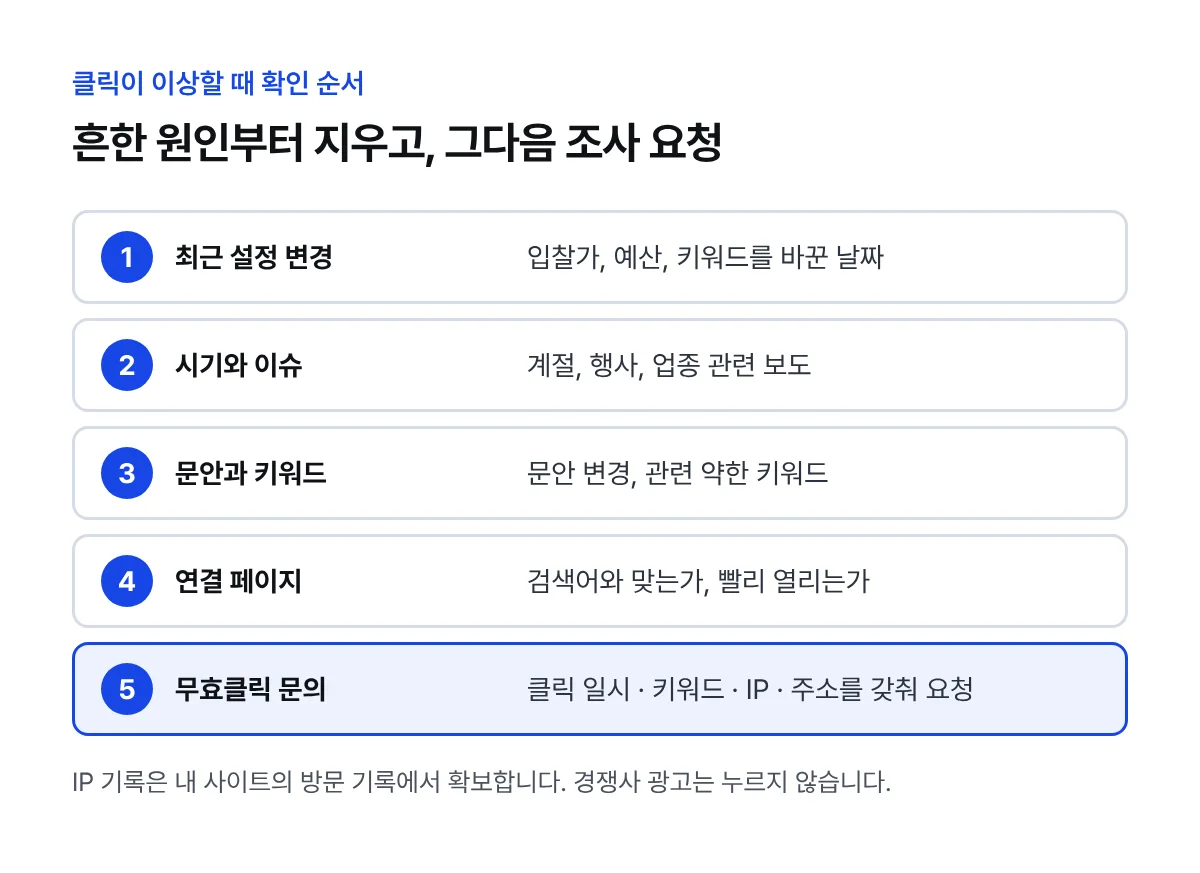 클릭이 이상할 때 확인 순서
흔한 원인부터 지우고, 그다음 조사 요청
1 최근 설정 변경 입찰가, 예산, 키워드를 바꾼 날짜
2 시기와 이슈 계절, 행사, 업종 관련 보도
3 문안과 키워드 문안 변경, 관련 약한 키워드
4 연결 페이지 검색어와 맞는가, 빨리 열리는가
5 무효클릭 문의 클릭 일시 · 키워드 · IP · 주소를 갖춰 요청
IP 기록은 내 사이트의 방문 기록에서 확보합니다. 경쟁사 광고는 누르지 않습니다.